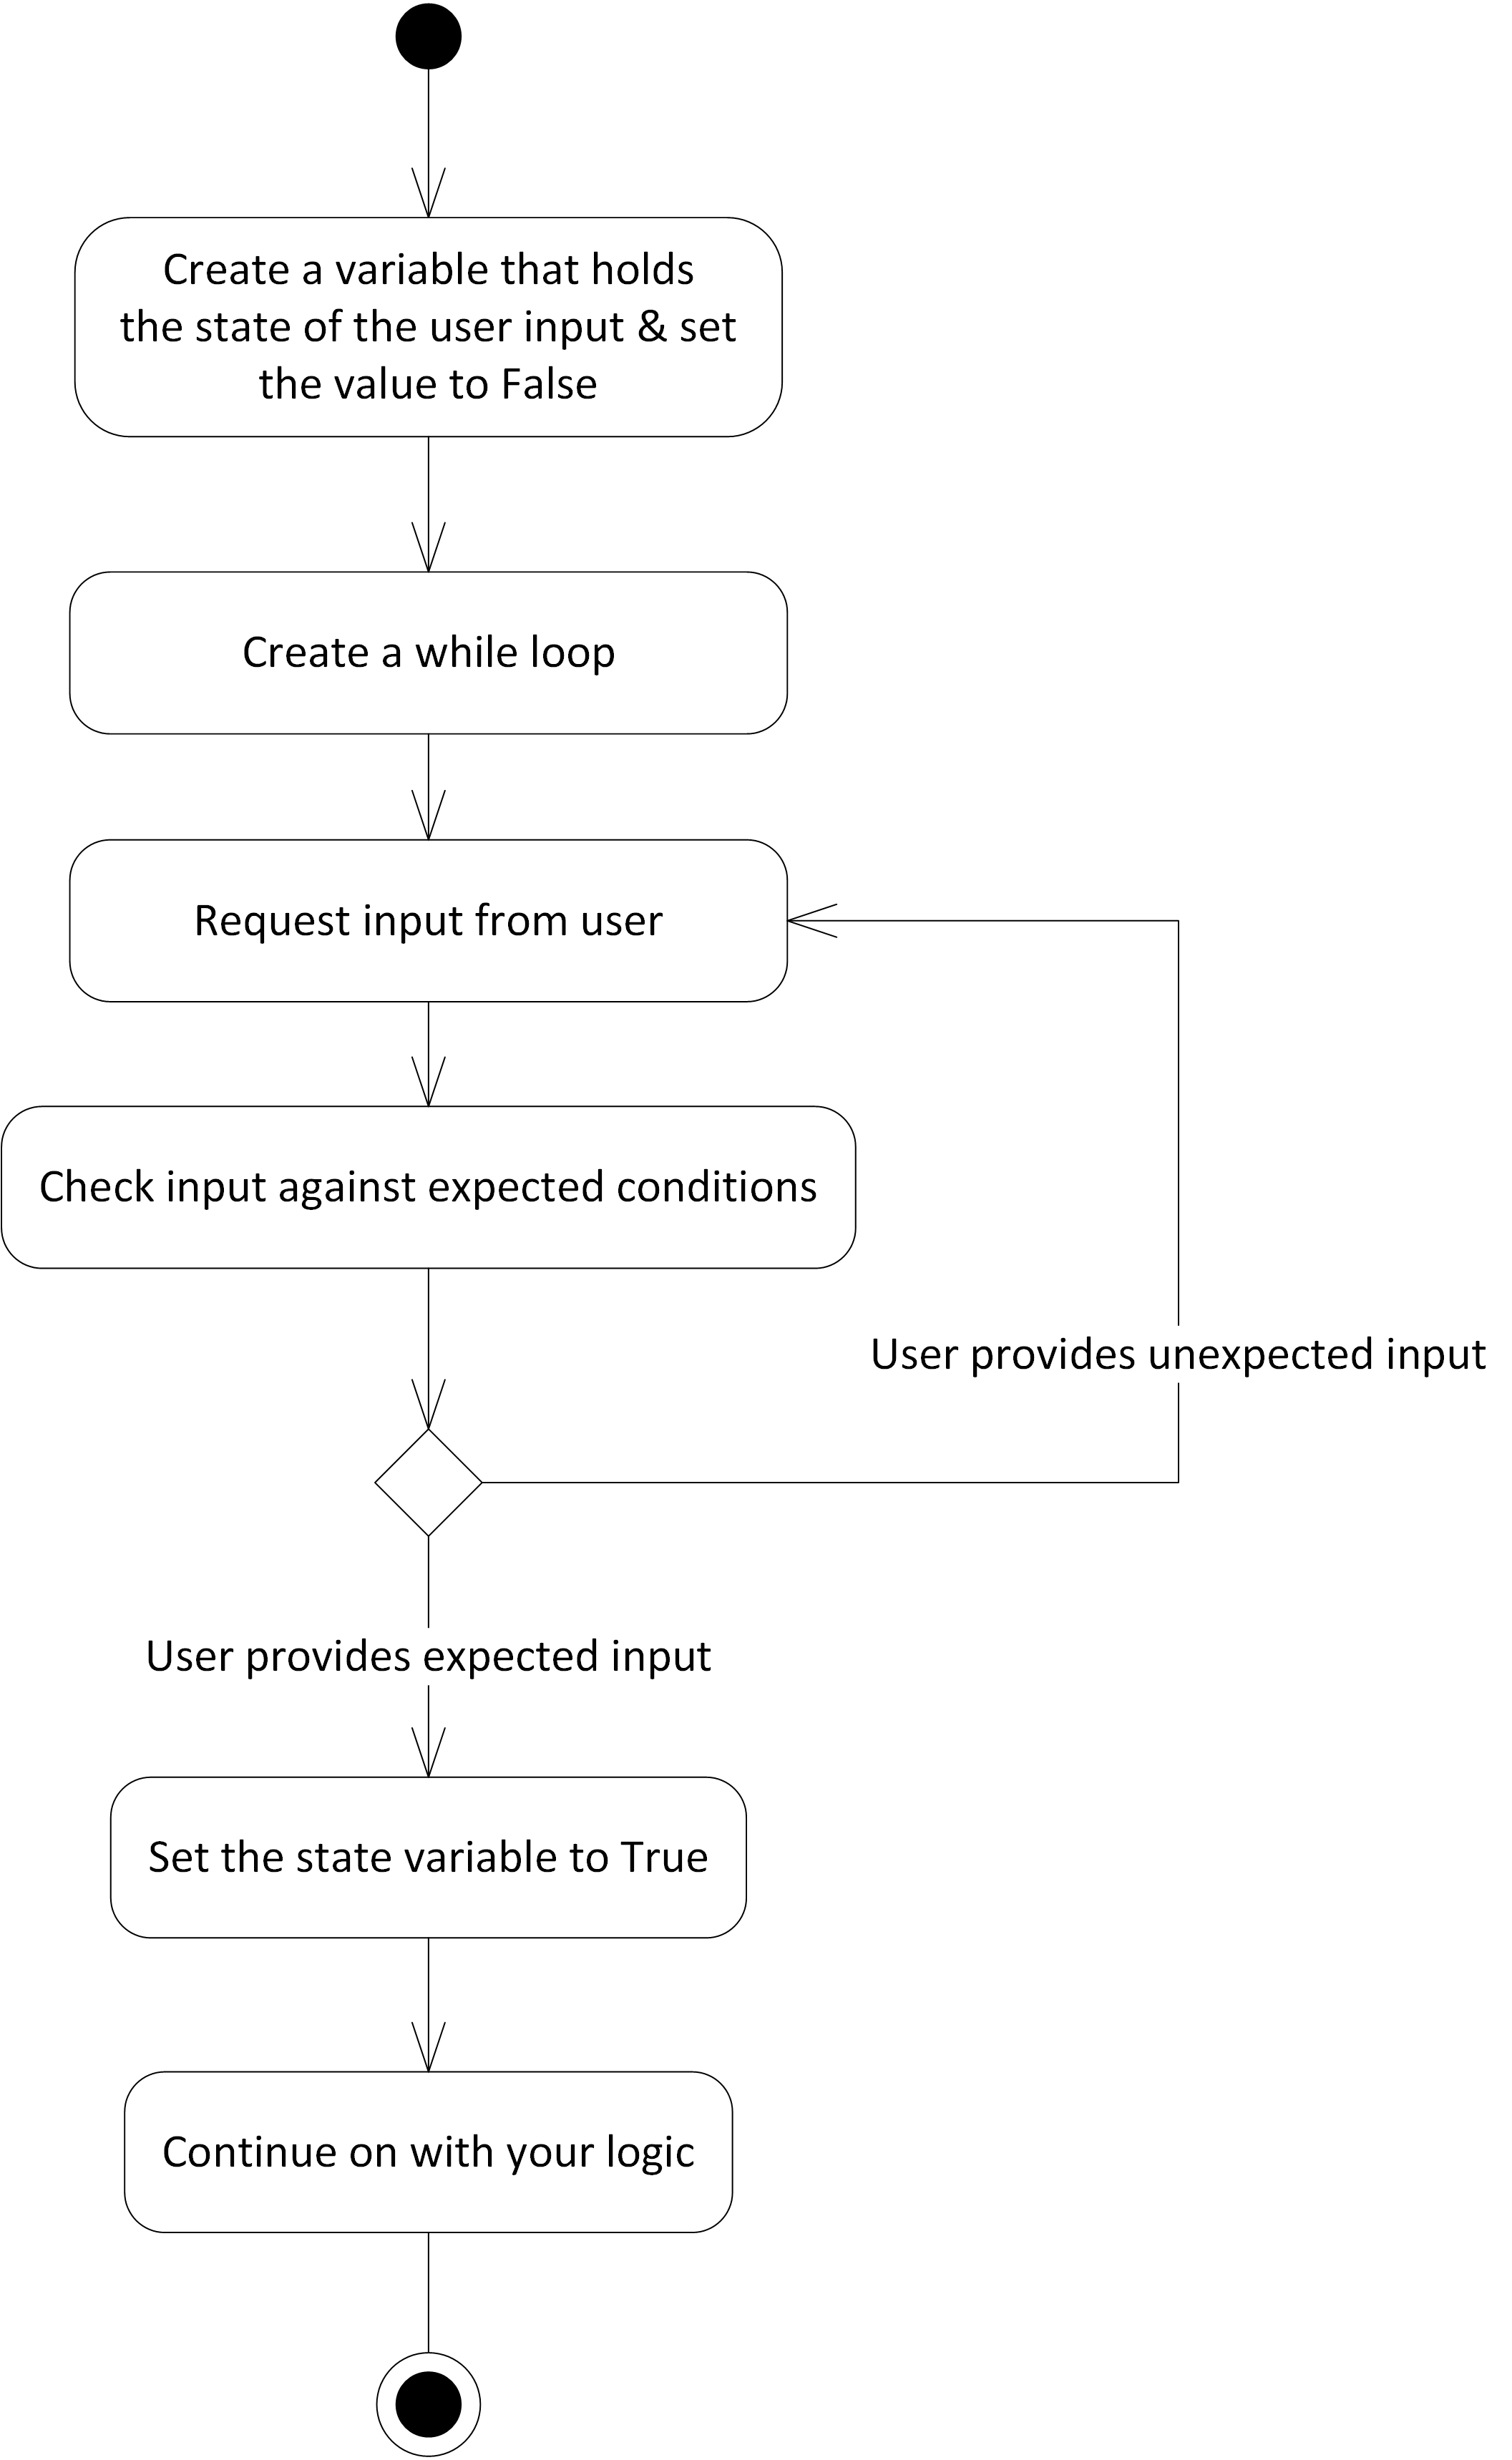 Create a variable that holds
the state of the user input & set
the value to False
Create a while loop
Request input from user
Check input against expected conditions
User provides unexpected input
User provides expected input
Set the state variable to True
Continue on with your logic